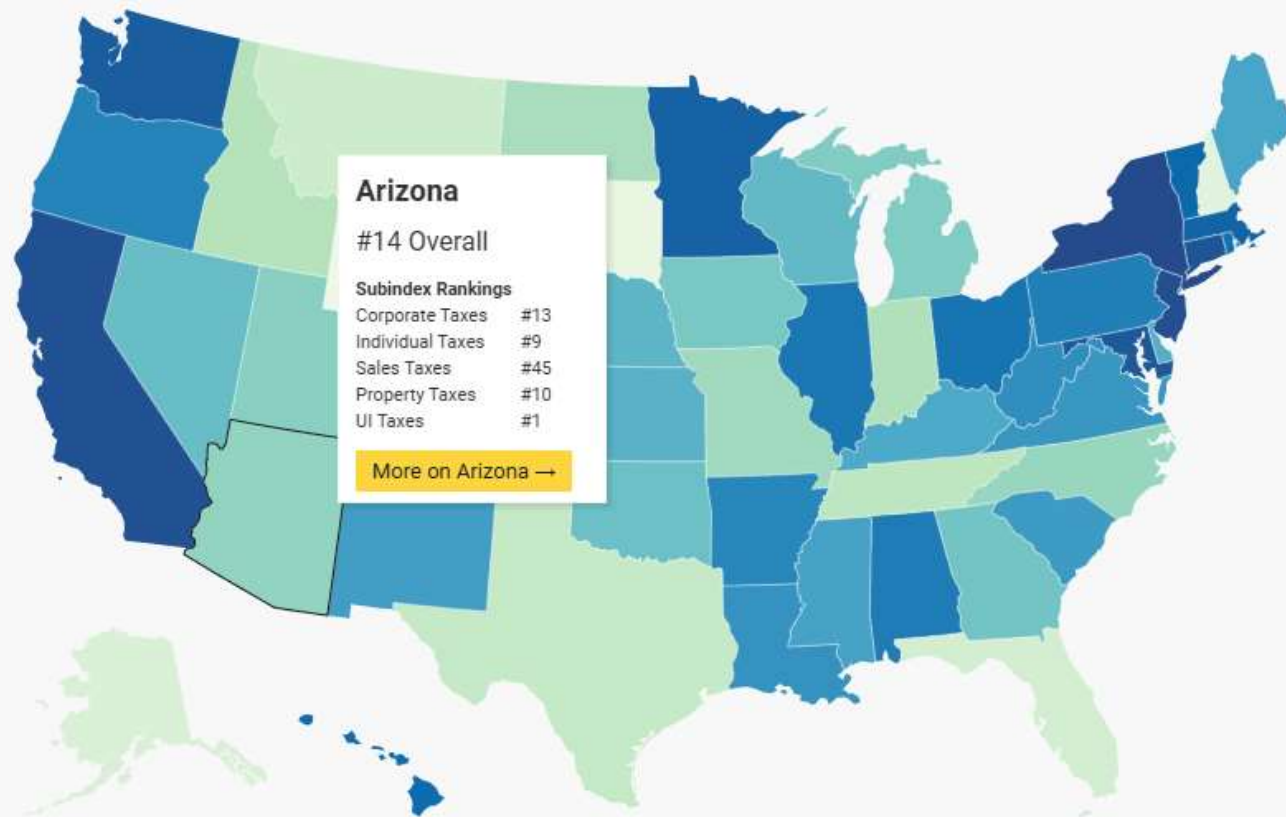 Arizona
#14 Overall
Subindex Rankings
Corporate Taxes #13
Individual Taxes #9
Sales Taxes #45
Property Taxes #10
UI Taxes #1
More on Arizona →